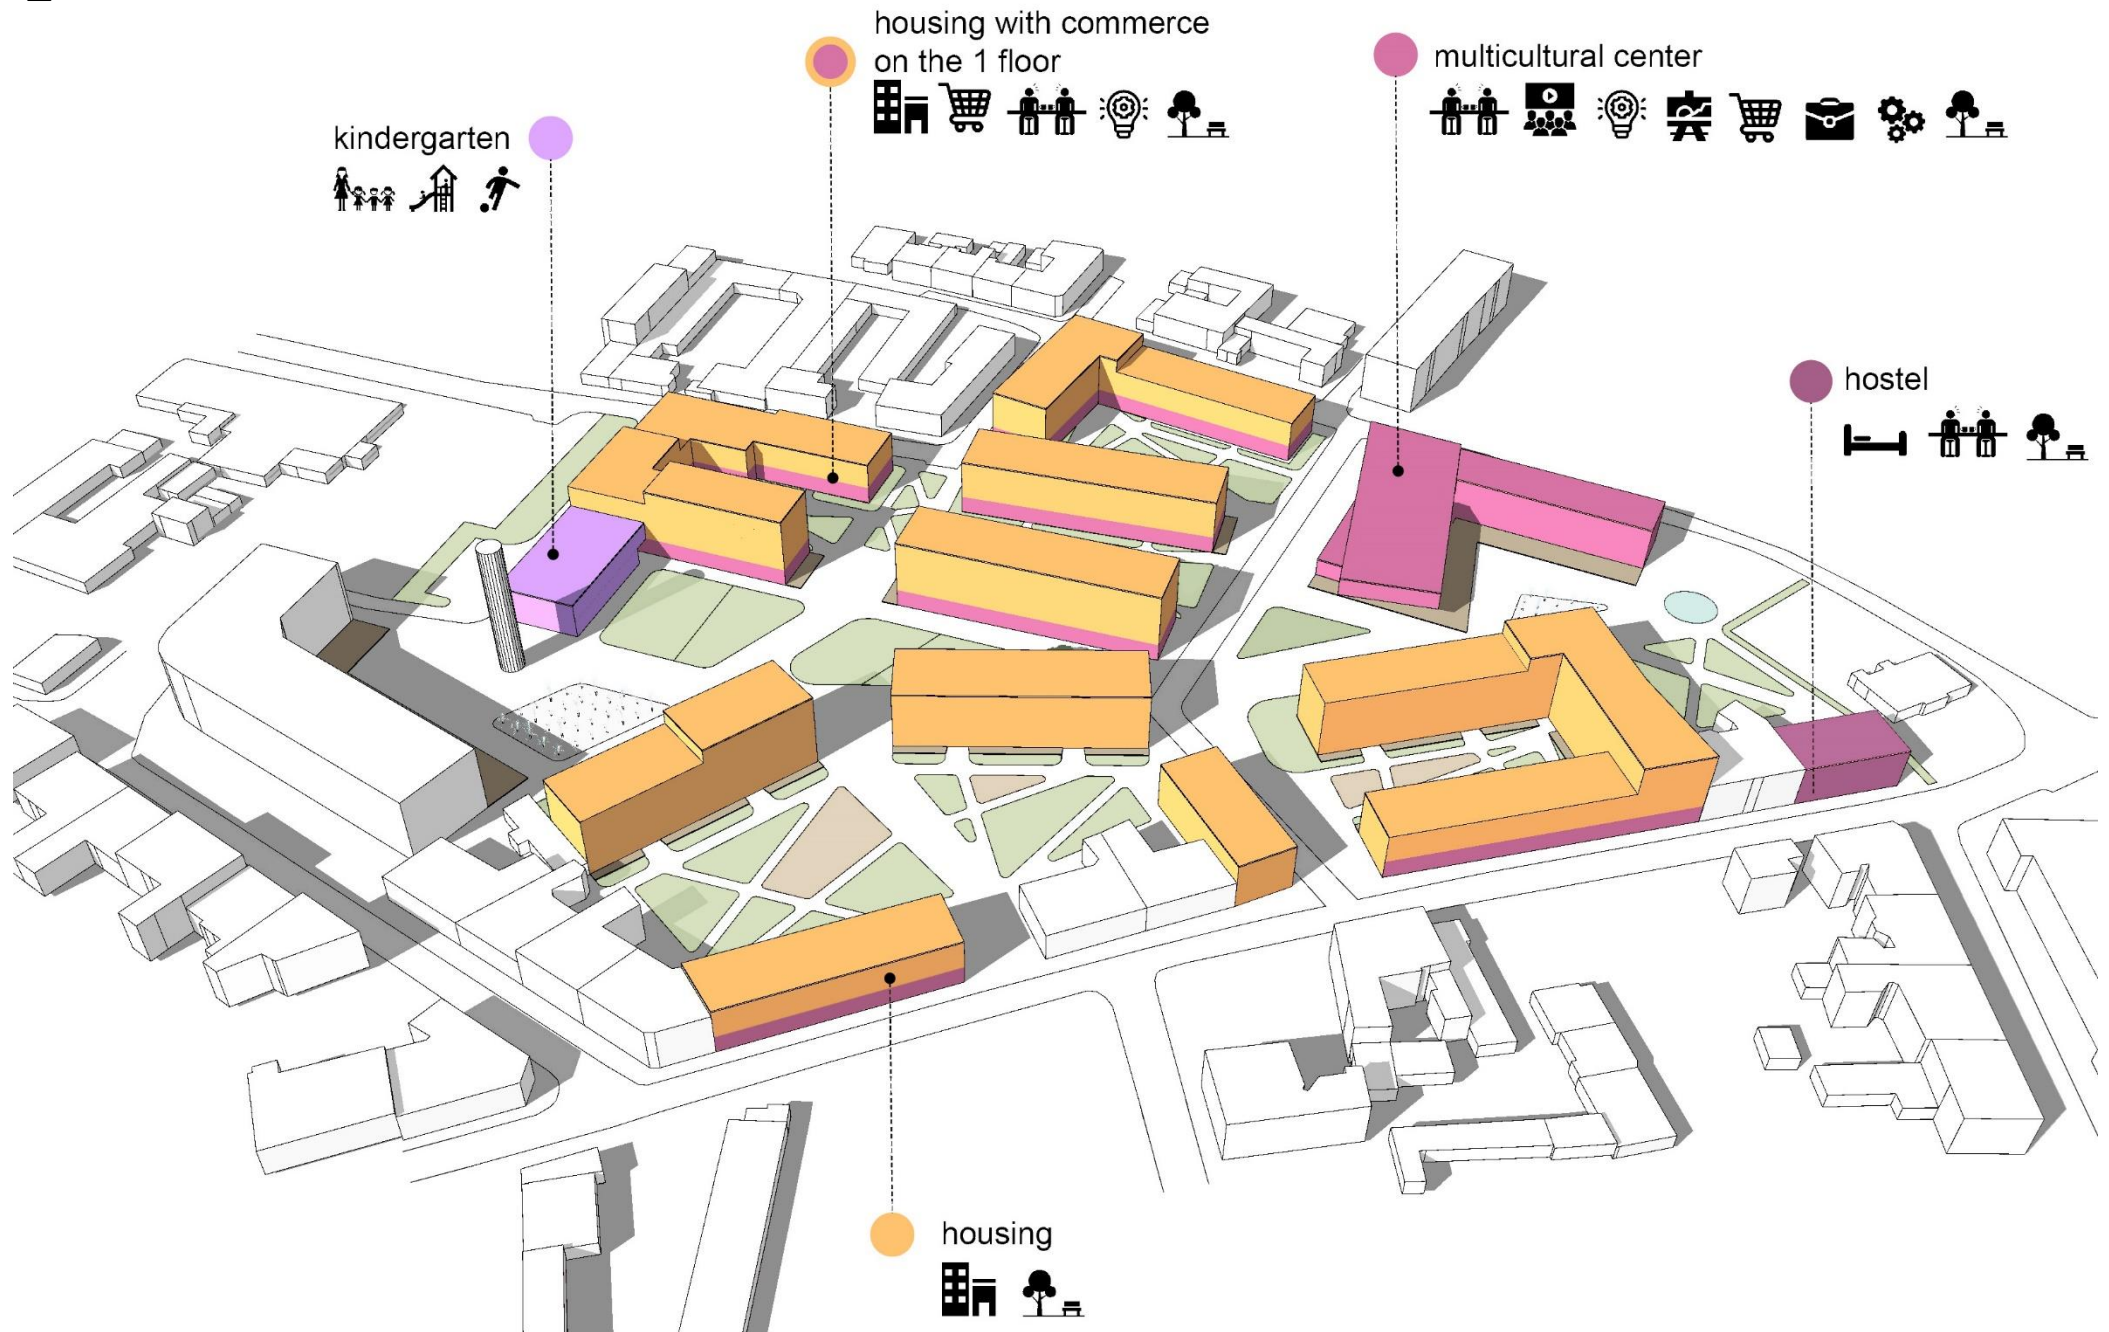 housing with commerce
on the 1 floor
multicultural center
kindergarten
hostel
housing